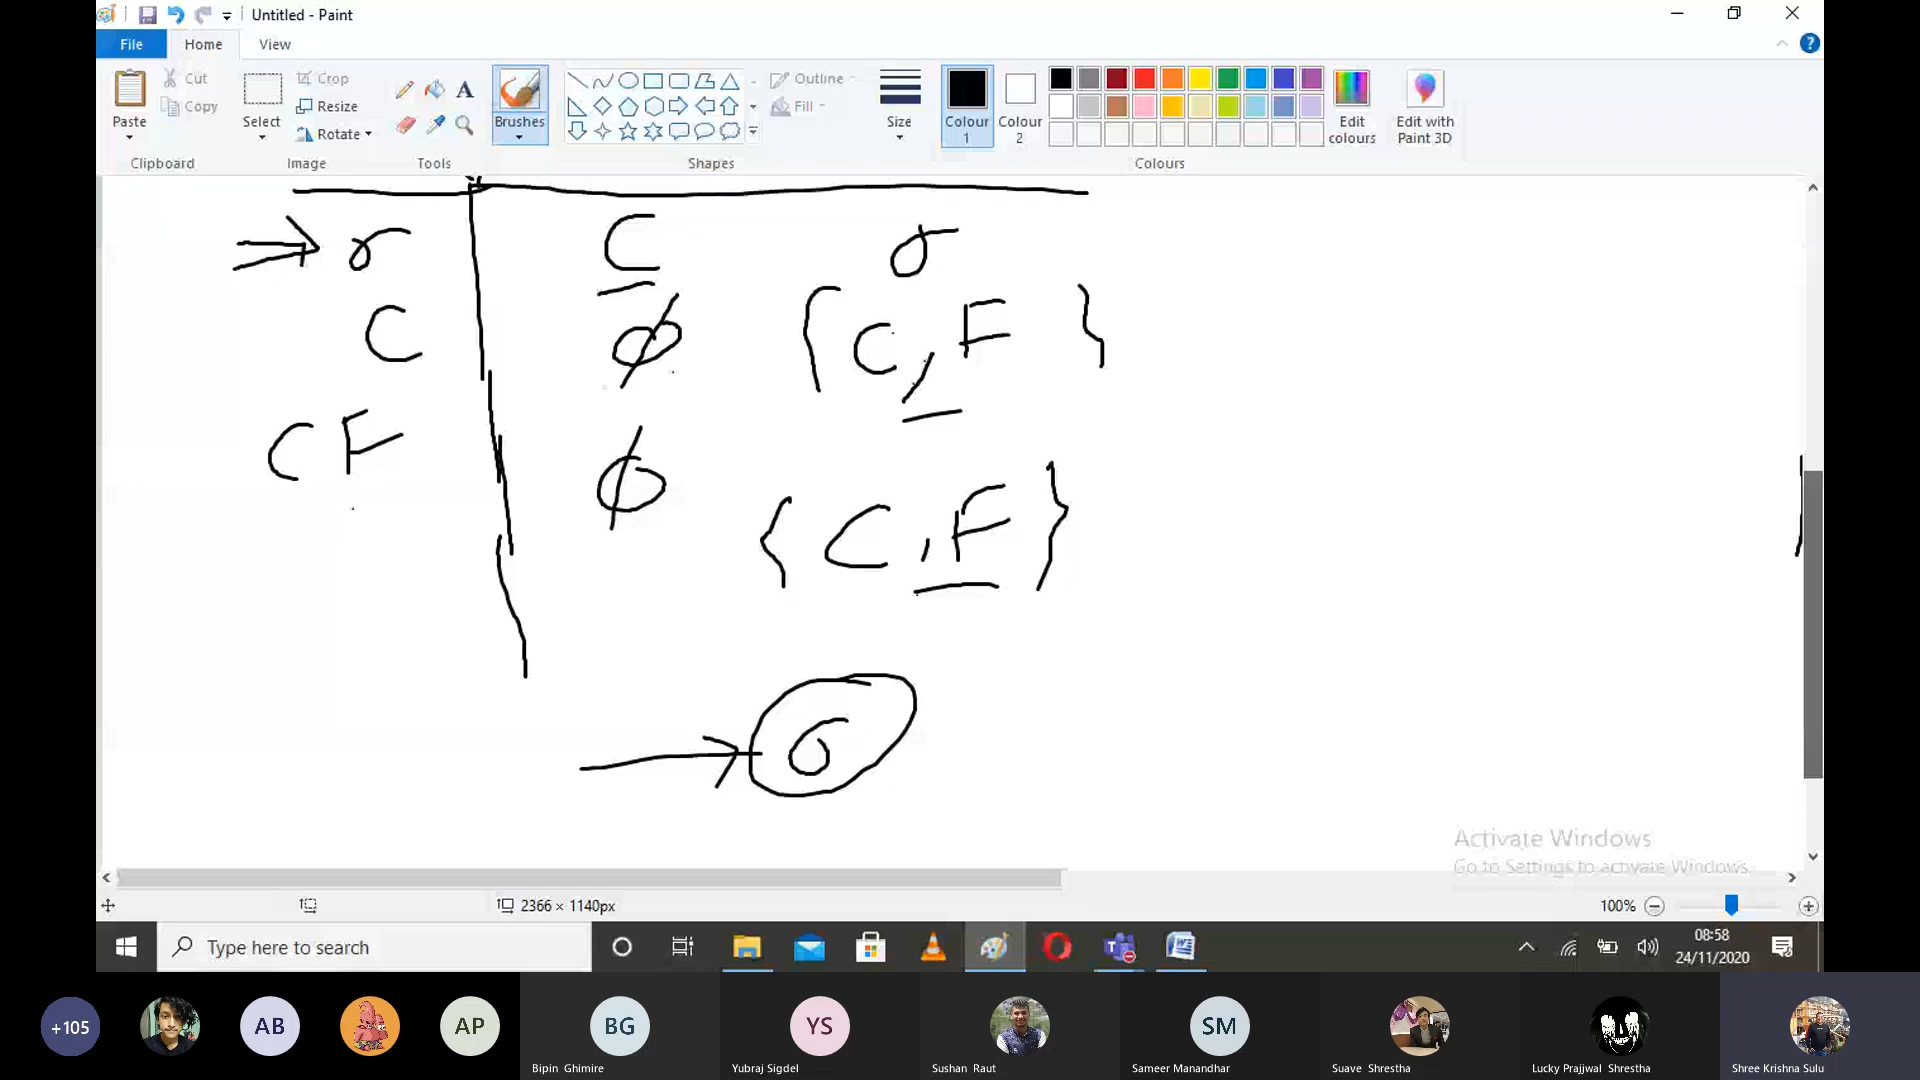 Untitled - Paint
File Home View
Cut
Crop
Copy
Resize
Rotate
Outline
Fill
Paste Select Brushes Size Colour 1 Colour 2 Edit colours Edit with Paint 3D
Clipboard Image Tools Shapes Colours
C σ
C ϕ { C, F }
C F ϕ { C, F }
σ
Activate Windows
Go to Settings to activate Windows.
2366 × 1140px 100%
Type here to search
08:58
24/11/2020
+105 AB AP BG YS SM
Bipin Ghimire Yubraj Sigdel Sushan Raut Sameer Manandhar Suave Shrestha Lucky Prajjwal Shrestha Shree Krishna Sulu